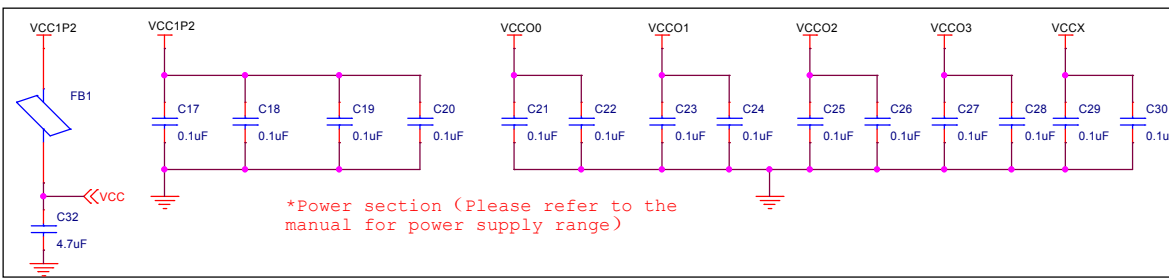 VCC1P2
VCC1P2
VCCO0
VCCO1
VCCO2
VCCO3
VCCX
FB1
C17
C18
C19
C20
C21
C22
C23
C24
C25
C26
C27
C28
C29
C30
0.1uF
0.1uF
0.1uF
0.1uF
0.1uF
0.1uF
0.1uF
0.1uF
0.1uF
0.1uF
0.1uF
0.1uF
0.1uF
0.1u
VCC
C32
4.7uF
*Power section（Please refer to the
manual for power supply range)